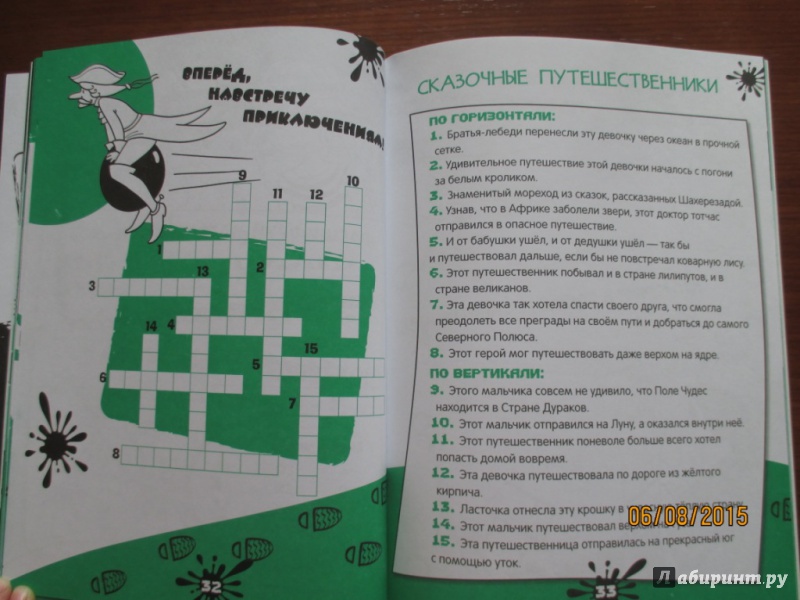 ВПЕРЁД,
НАВСТРЕЧУ
ПРИКЛЮЧЕНИЯМ!
9
10
11
12
1
13
2
3
14
4
15
5
6
7
8
32
СКАЗОЧНЫЕ ПУТЕШЕСТВЕННИКИ
ПО ГОРИЗОНТАЛИ:
1. Братья-лебеди перенесли эту девочку через океан в прочной
сетке.
2. Удивительное путешествие этой девочки началось с погони
за белым кроликом.
3. Знаменитый мореход из сказок, рассказанных Шахерезадой.
4. Узнав, что в Африке заболели звери, этот доктор тотчас
отправился в опасное путешествие.
5. И от бабушки ушёл, и от дедушки ушёл — так бы
и путешествовал дальше, если бы не повстречал коварную лису.
6. Этот путешественник побывал и в стране лилипутов, и в
стране великанов.
7. Эта девочка так хотела спасти своего друга, что смогла
преодолеть все преграды на своём пути и добраться до самого
Северного Полюса.
8. Этот герой мог путешествовать даже верхом на ядре.
ПО ВЕРТИКАЛИ:
9. Этого мальчика совсем не удивило, что Поле Чудес
находится в Стране Дураков.
10. Этот мальчик отправился на Луну, а оказался внутри неё.
11. Этот путешественник поневоле больше всего хотел
попасть домой вовремя.
12. Эта девочка путешествовала по дороге из жёлтого
кирпича.
13. Ласточка отнесла эту крошку в страну
14. Этот мальчик путешествовал верхом на
15. Эта путешественница отправилась на прекрасный юг
с помощью уток.
06/08/2015
33
Лабиринт.ру